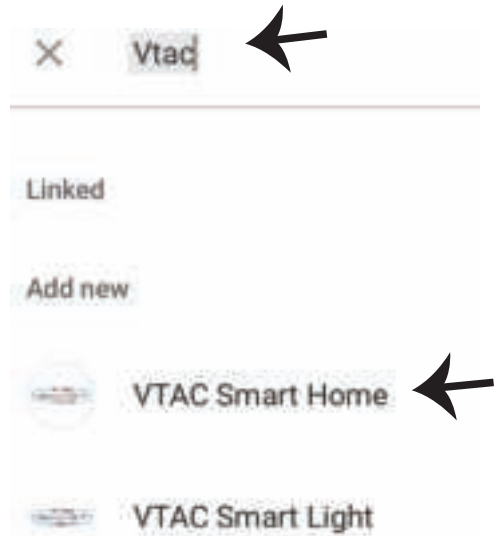 Vtac
Linked
Add new
VTAC Smart Home
VTAC Smart Light